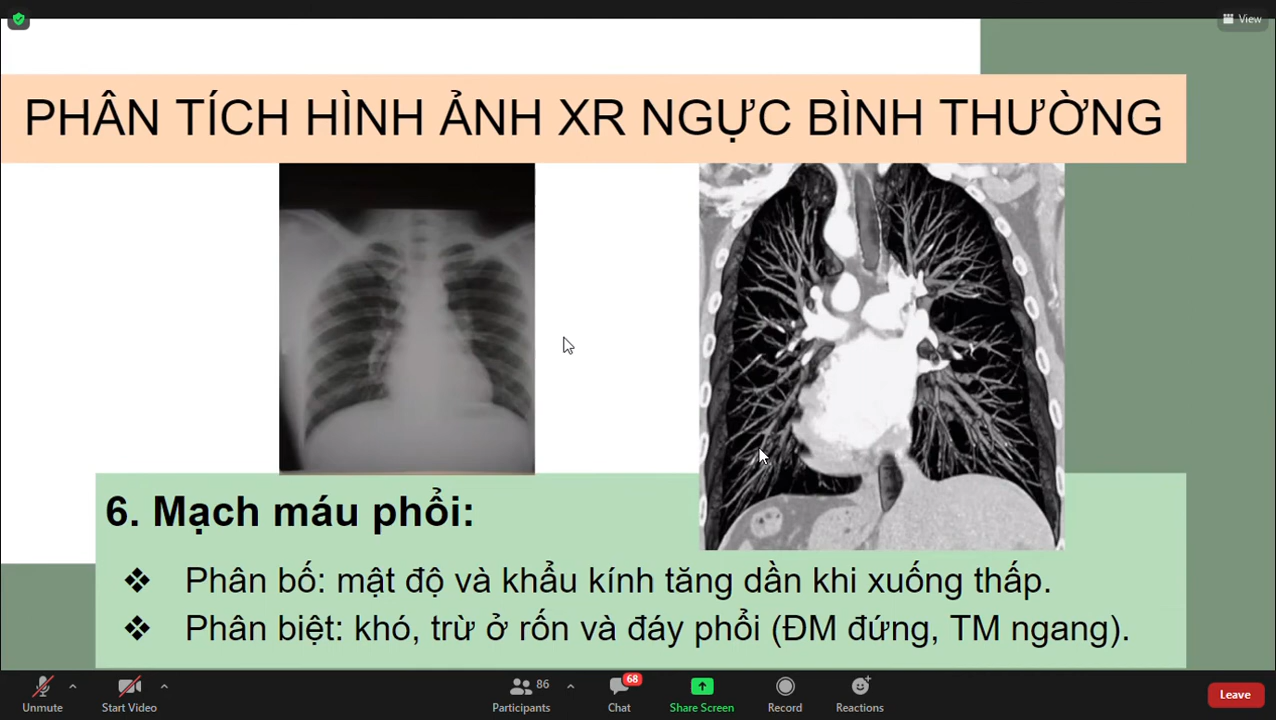 View
PHÂN TÍCH HÌNH ẢNH XR NGỰC BÌNH THƯỜNG
6. Mạch máu phổi:
❖ Phân bố: mật độ và khẩu kính tăng dần khi xuống thấp.
❖ Phân biệt: khó, trừ ở rốn và đáy phổi (ĐM đứng, TM ngang).
86
68
Unmute
Start Video
Participants
Chat
Share Screen
Record
Reactions
Leave